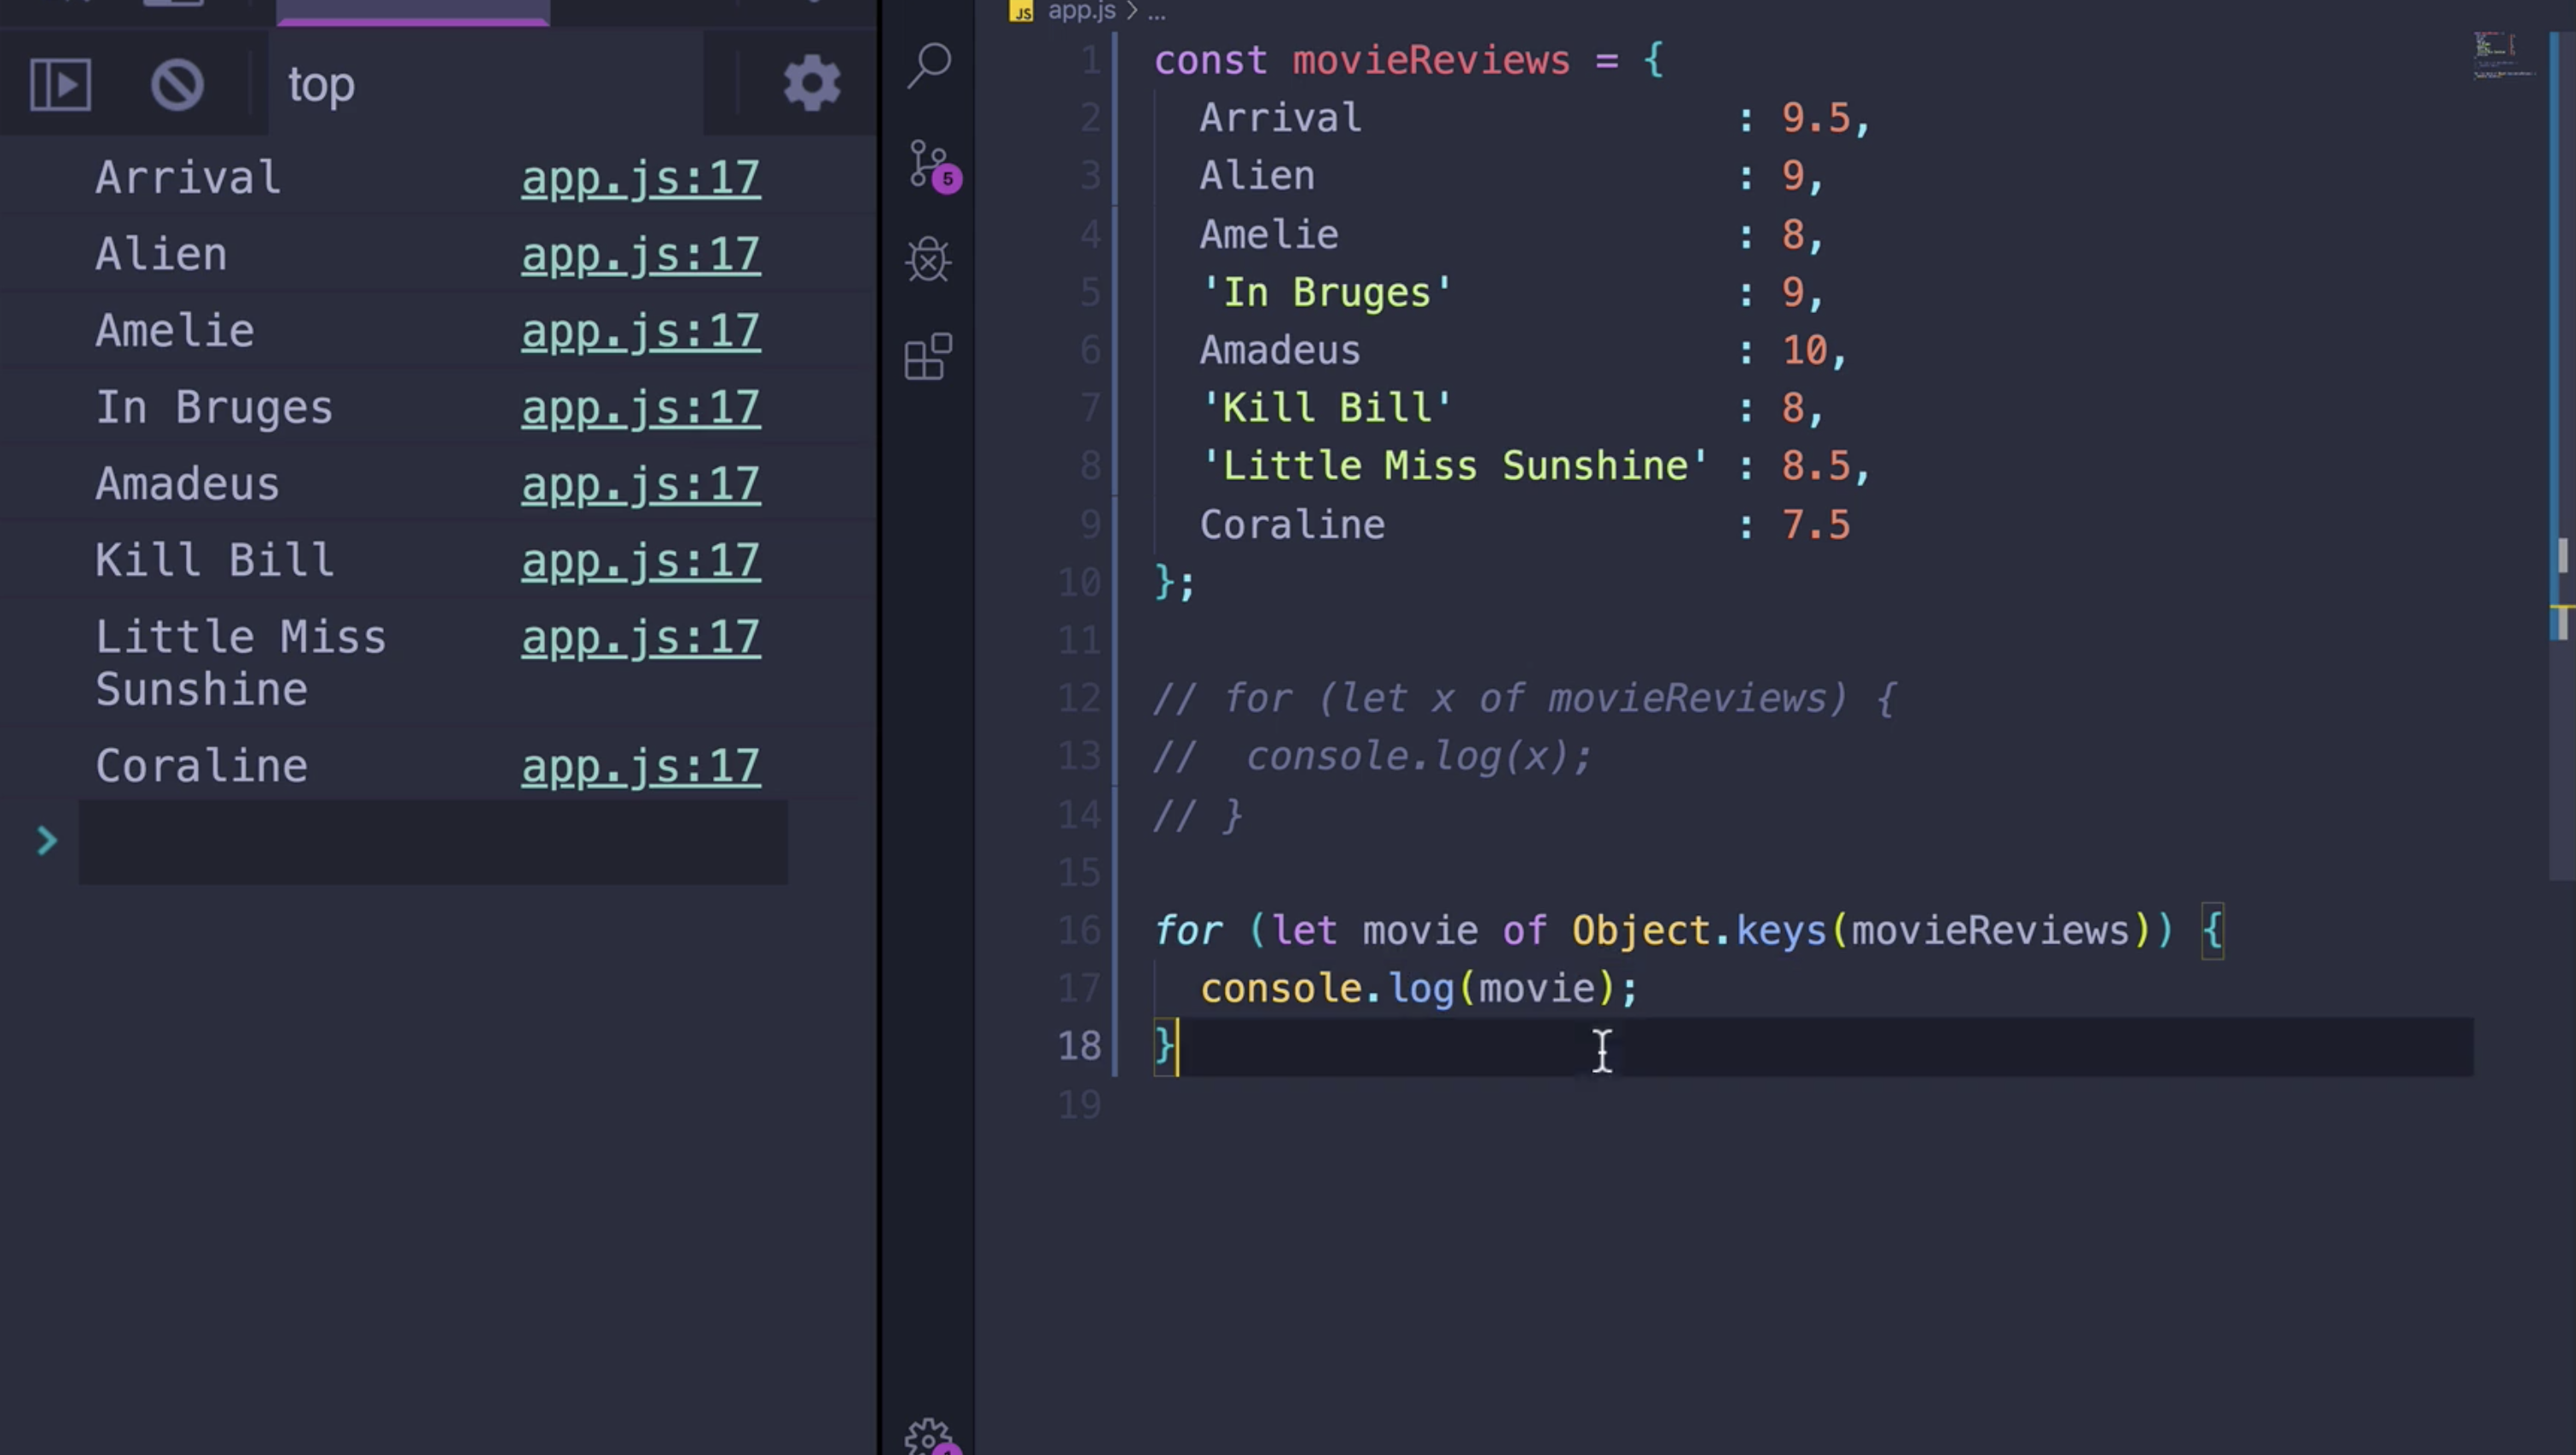 top
Arrival app.js:17
Alien app.js:17
Amelie app.js:17
In Bruges app.js:17
Amadeus app.js:17
Kill Bill app.js:17
Little Miss app.js:17
Sunshine
Coraline app.js:17
>
5
JS app.js > ...
1 const movieReviews = {
2 Arrival : 9.5,
3 Alien : 9,
4 Amelie : 8,
5 'In Bruges' : 9,
6 Amadeus : 10,
7 'Kill Bill' : 8,
8 'Little Miss Sunshine' : 8.5,
9 Coraline : 7.5
10 };
11
12 // for (let x of movieReviews) {
13 //  console.log(x);
14 // }
15
16 for (let movie of Object.keys(movieReviews)) {
17 console.log(movie);
18 }
19